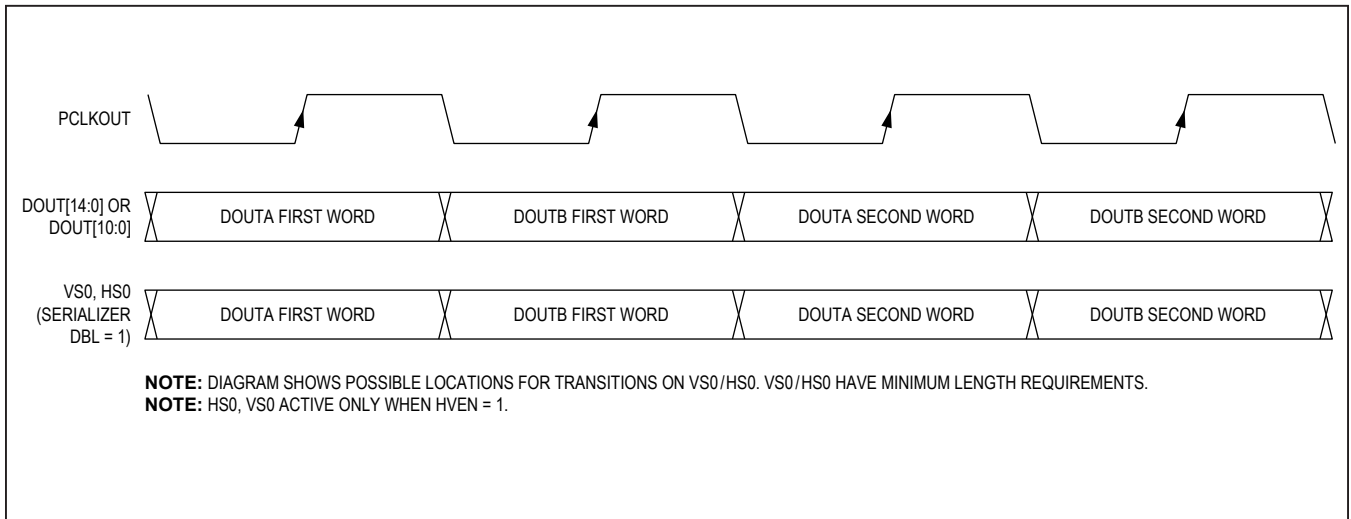 PCLKOUT
DOUT[14:0] OR
DOUT[10:0]
DOUTA FIRST WORD
DOUTB FIRST WORD
DOUTA SECOND WORD
DOUTB SECOND WORD
VS0, HS0
(SERIALIZER
DBL = 1)
DOUTA FIRST WORD
DOUTB FIRST WORD
DOUTA SECOND WORD
DOUTB SECOND WORD
NOTE: DIAGRAM SHOWS POSSIBLE LOCATIONS FOR TRANSITIONS ON VS0/HS0. VS0/HS0 HAVE MINIMUM LENGTH REQUIREMENTS.
NOTE: HS0, VS0 ACTIVE ONLY WHEN HVEN = 1.